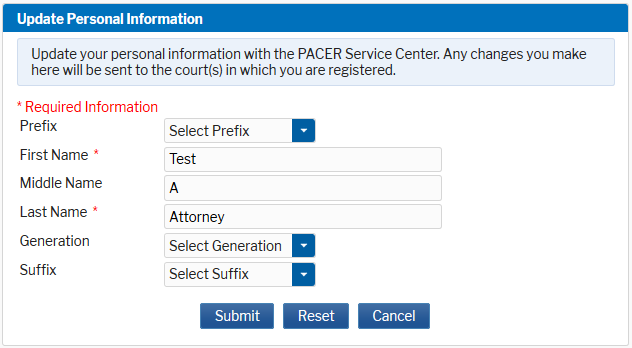 Update Personal Information
Update your personal information with the PACER Service Center. Any changes you make
here will be sent to the court(s) in which you are registered.
* Required Information
Prefix Select Prefix
First Name * Test
Middle Name A
Last Name * Attorney
Generation Select Generation
Suffix Select Suffix
Submit Reset Cancel